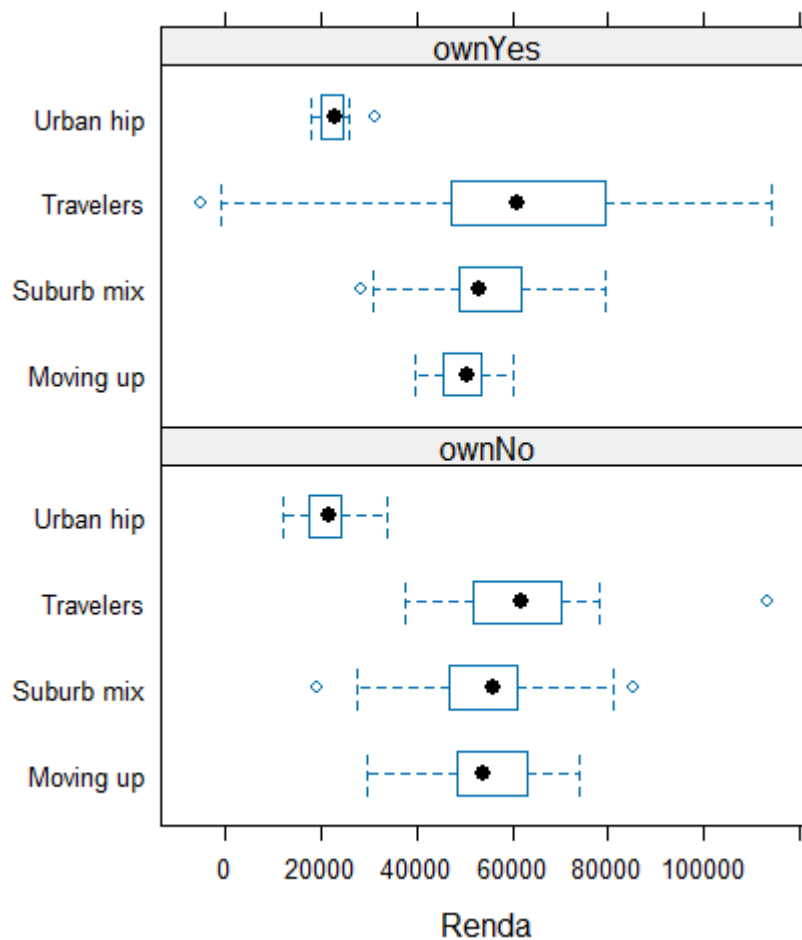 ownYes
Urban hip
Travelers
Suburb mix
Moving up
ownNo
Urban hip
Travelers
Suburb mix
Moving up
0 20000 40000 60000 80000 100000
Renda